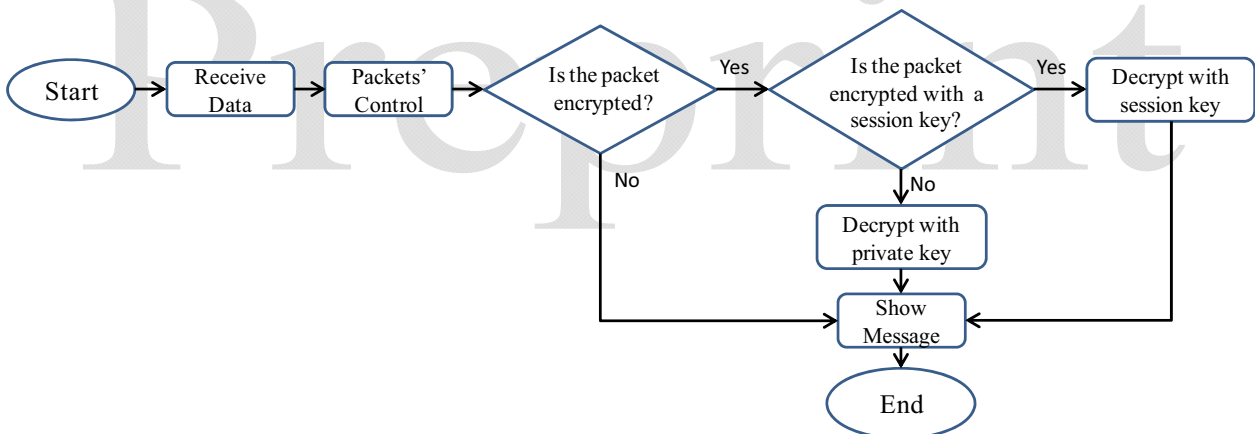 Preprint
Start
Receive
Data
Packets'
Control
Is the packet
encrypted?
Yes
Is the packet
encrypted with a
session key?
Yes
Decrypt with
session key
No
No
Decrypt with
private key
Show
Message
End